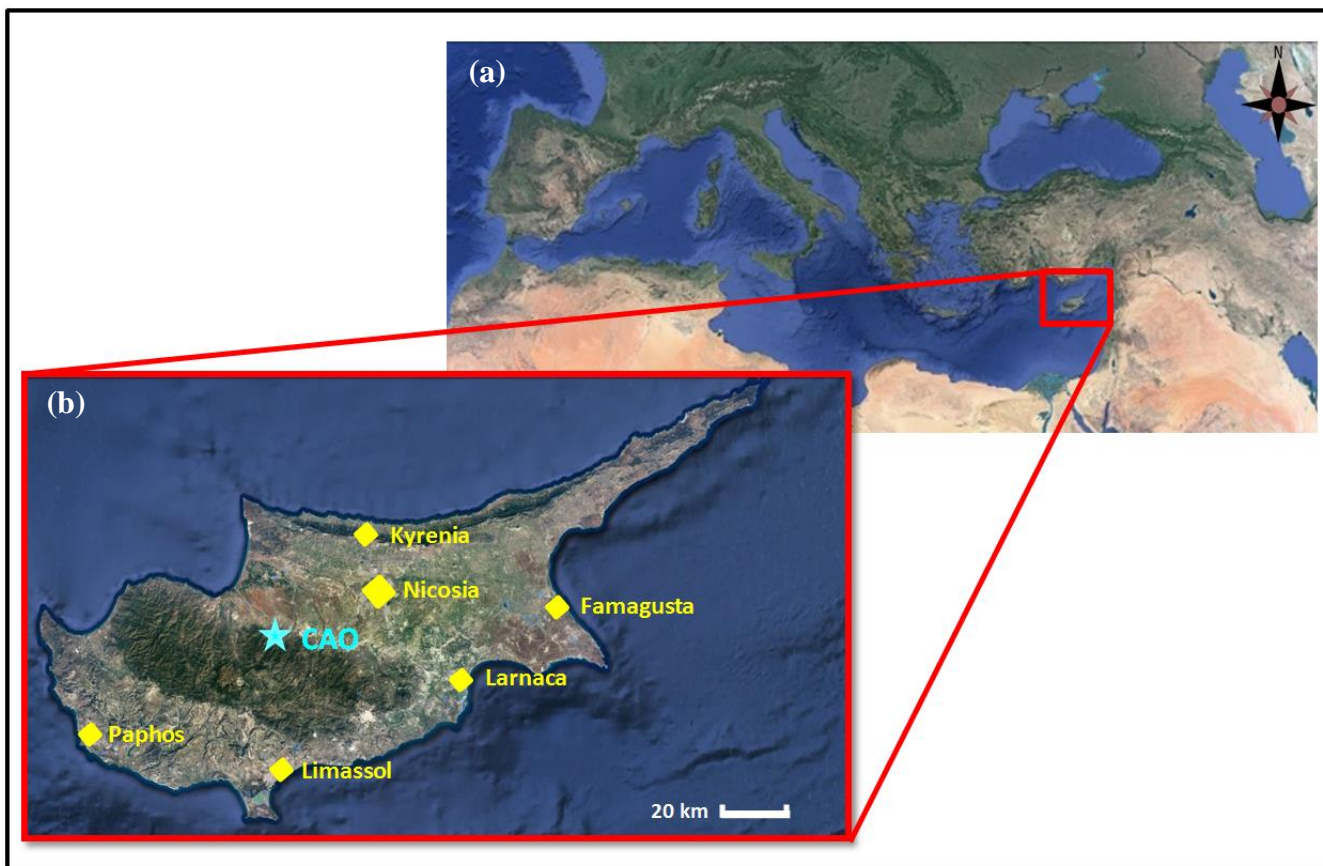 (a)
N
(b)
Kyrenia
Nicosia
Famagusta
CAO
Larnaca
Paphos
Limassol
20 km